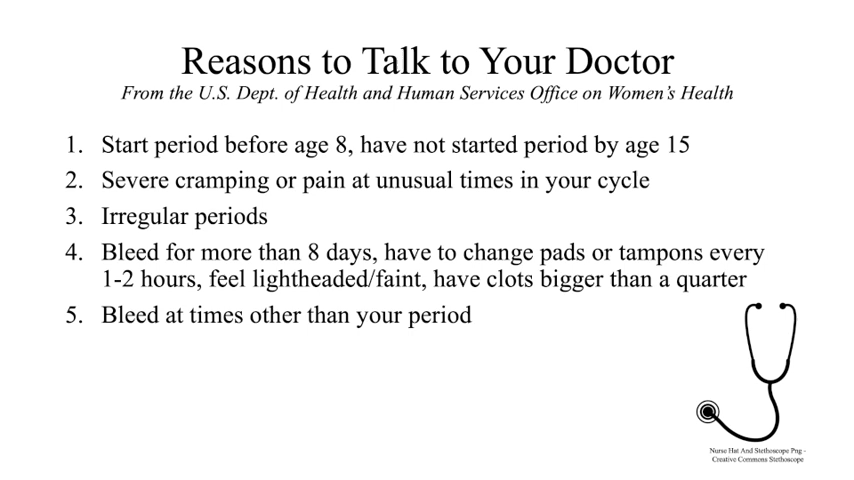 Reasons to Talk to Your Doctor
From the U.S. Dept. of Health and Human Services Office on Women's Health
1. Start period before age 8, have not started period by age 15
2. Severe cramping or pain at unusual times in your cycle
3. Irregular periods
4. Bleed for more than 8 days, have to change pads or tampons every
1-2 hours, feel lightheaded/faint, have clots bigger than a quarter
5. Bleed at times other than your period
Nurse Hat And Stethoscope Png -
Creative Commons Stethoscope